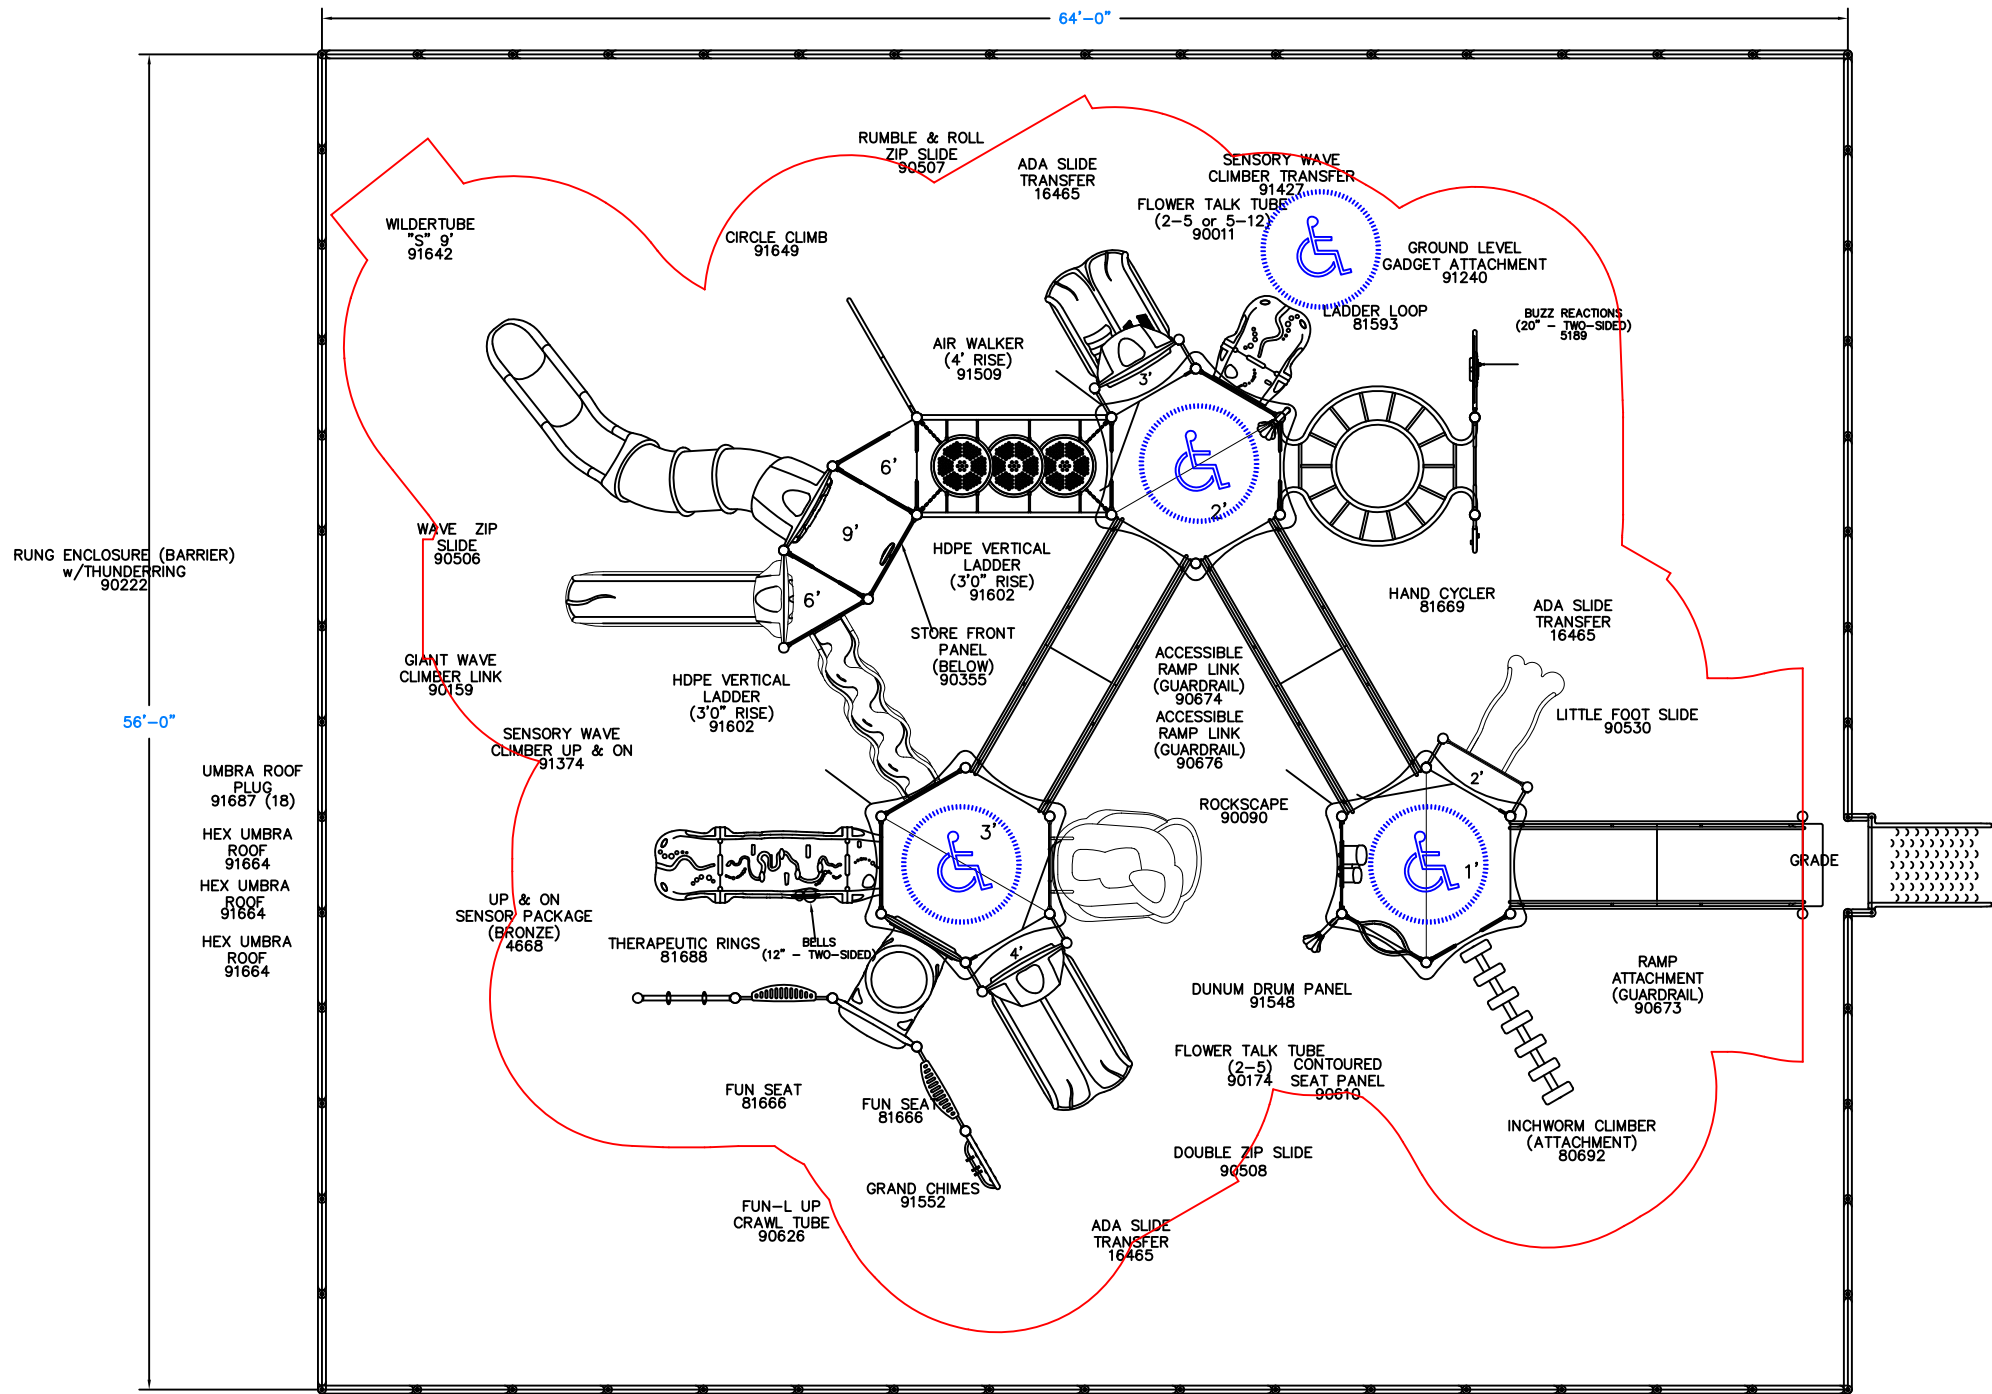 64'-0"
RUMBLE & ROLL
ZIP SLIDE
90507
ADA SLIDE
TRANSFER
16465
SENSORY WAVE
CLIMBER TRANSFER
91427
FLOWER TALK TUBE
(2-5 or 5-12)
90011
WILDERTUBE
"S" 9'
91642
CIRCLE CLIMB
91649
GROUND LEVEL
GADGET ATTACHMENT
91240
LADDER LOOP
81593
BUZZ REACTIONS
(20" - TWO-SIDED)
5189
AIR WALKER
(4' RISE)
91509
3'
6'
2'
9'
6'
WAVE ZIP
SLIDE
90506
RUNG ENCLOSURE (BARRIER)
w/THUNDERRING
90222
HDPE VERTICAL
LADDER
(3'0" RISE)
91602
HAND CYCLER
81669
ADA SLIDE
TRANSFER
16465
STORE FRONT
PANEL
(BELOW)
90355
GIANT WAVE
CLIMBER LINK
90159
HDPE VERTICAL
LADDER
(3'0" RISE)
91602
ACCESSIBLE
RAMP LINK
(GUARDRAIL)
90674
ACCESSIBLE
RAMP LINK
(GUARDRAIL)
90676
LITTLE FOOT SLIDE
90530
56'-0"
SENSORY WAVE
CLIMBER UP & ON
91374
UMBRA ROOF
PLUG
91687 (18)
2'
ROCKSCAPE
90090
HEX UMBRA
ROOF
91664
3'
1'
GRADE
HEX UMBRA
ROOF
91664
UP & ON
SENSOR PACKAGE
(BRONZE)
4668
HEX UMBRA
ROOF
91664
THERAPEUTIC RINGS
81688
BELLS
(12" - TWO-SIDED)
4'
DUNUM DRUM PANEL
91548
RAMP
ATTACHMENT
(GUARDRAIL)
90673
FLOWER TALK TUBE
(2-5)
90174
CONTOURED
SEAT PANEL
90610
FUN SEAT
81666
FUN SEAT
81666
INCHWORM CLIMBER
(ATTACHMENT)
80692
DOUBLE ZIP SLIDE
90508
GRAND CHIMES
91552
FUN-L UP
CRAWL TUBE
90626
ADA SLIDE
TRANSFER
16465